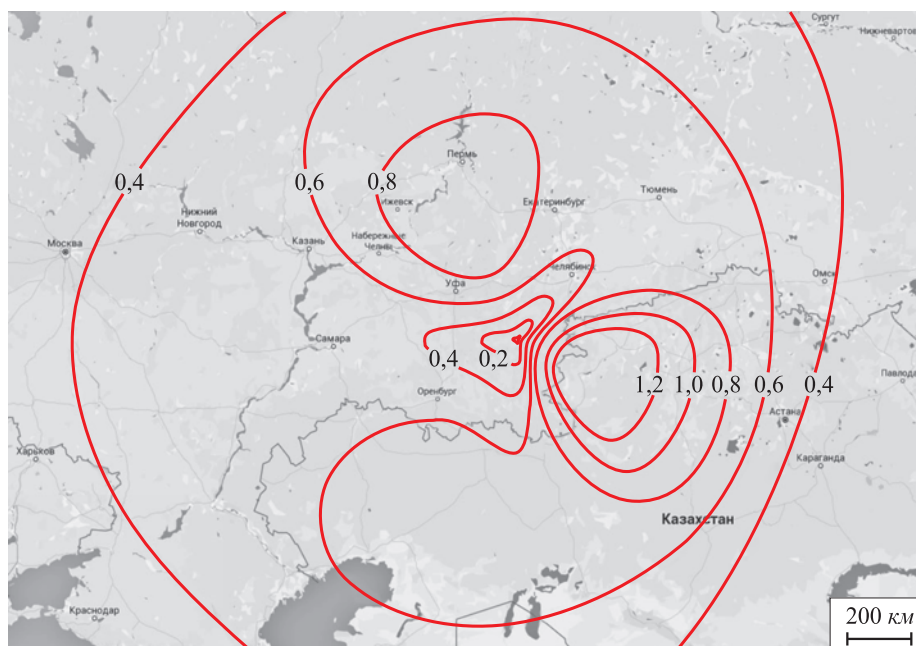 Сургут
Нижневартов
0,4
0,6
0,8
Пермь
Ижевск
Екатеринбург
Тюмень
Нижний
Новгород
Москва
Казань
Набережные
Челны
Уфа
Челябинск
Омск
Самара
0,4
0,2
Оренбург
1,2
1,0
0,8
0,6
0,4
Павлода
Астана
Харьков
Караганда
Казахстан
Краснодар
200 км